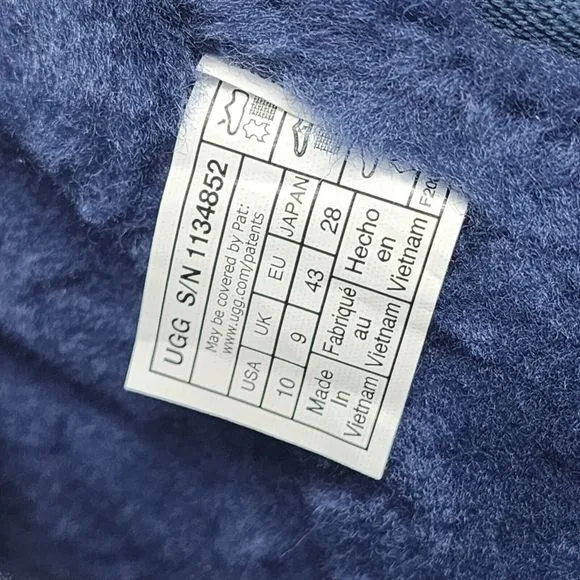 UGG S/N 1134852
May be covered by Pat:
www.ugg.com/patents
USA UK EU JAPAN
10 9 43 28
Made In Vietnam
Fabriqué au Vietnam
Hecho en Vietnam